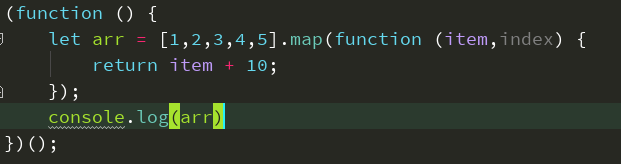 (function () {
    let arr = [1,2,3,4,5].map(function (item,index) {
        return item + 10;
    });
    console.log(arr)
})();